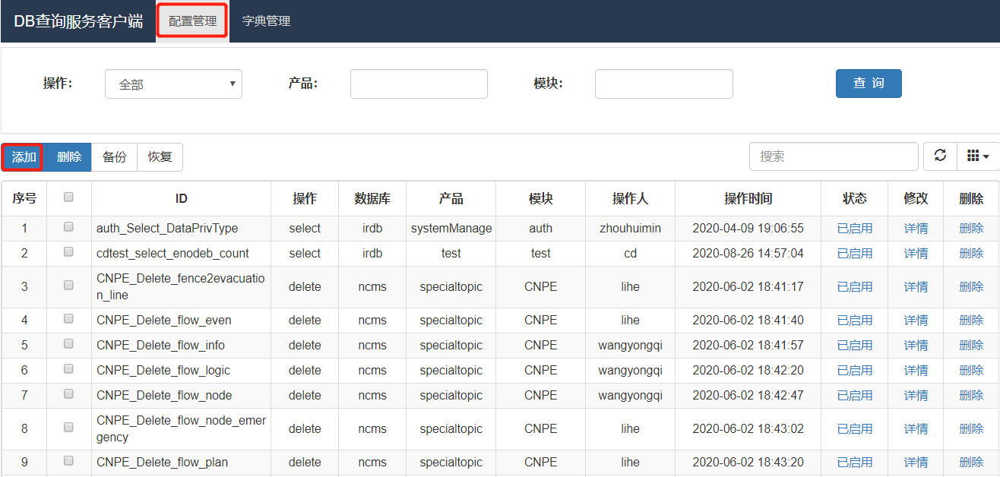 DB查询服务客户端 配置管理 字典管理
操作: 全部 产品: 模块: 查 询
添加 删除 备份 恢复 搜索
序号 ID 操作 数据库 产品 模块 操作人 操作时间 状态 修改 删除
1 auth_Select_DataPrivType select irdb systemManage auth zhouhuimin 2020-04-09 19:06:55 已启用 详情 删除
2 cdtest_select_enodeb_count select irdb test test cd 2020-08-26 14:57:04 已启用 详情 删除
3 CNPE_Delete_fence2evacuatio
n_line delete ncms specialtopic CNPE lihe 2020-06-02 18:41:17 已启用 详情 删除
4 CNPE_Delete_flow_even delete ncms specialtopic CNPE lihe 2020-06-02 18:41:40 已启用 详情 删除
5 CNPE_Delete_flow_info delete ncms specialtopic CNPE wangyongqi 2020-06-02 18:41:57 已启用 详情 删除
6 CNPE_Delete_flow_logic delete ncms specialtopic CNPE wangyongqi 2020-06-02 18:42:20 已启用 详情 删除
7 CNPE_Delete_flow_node delete ncms specialtopic CNPE wangyongqi 2020-06-02 18:42:47 已启用 详情 删除
8 CNPE_Delete_flow_node_emer
gency delete ncms specialtopic CNPE lihe 2020-06-02 18:43:02 已启用 详情 删除
9 CNPE_Delete_flow_plan delete ncms specialtopic CNPE lihe 2020-06-02 18:43:20 已启用 详情 删除